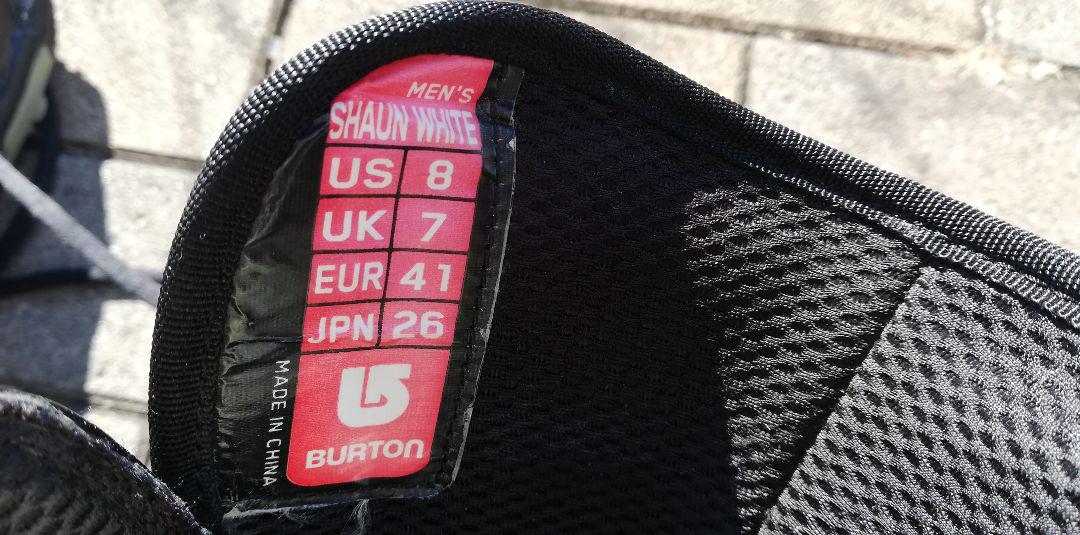 MEN'S
SHAUN WHITE
US 8
UK 7
EUR 41
JPN 26
BURTON
MADE IN CHINA